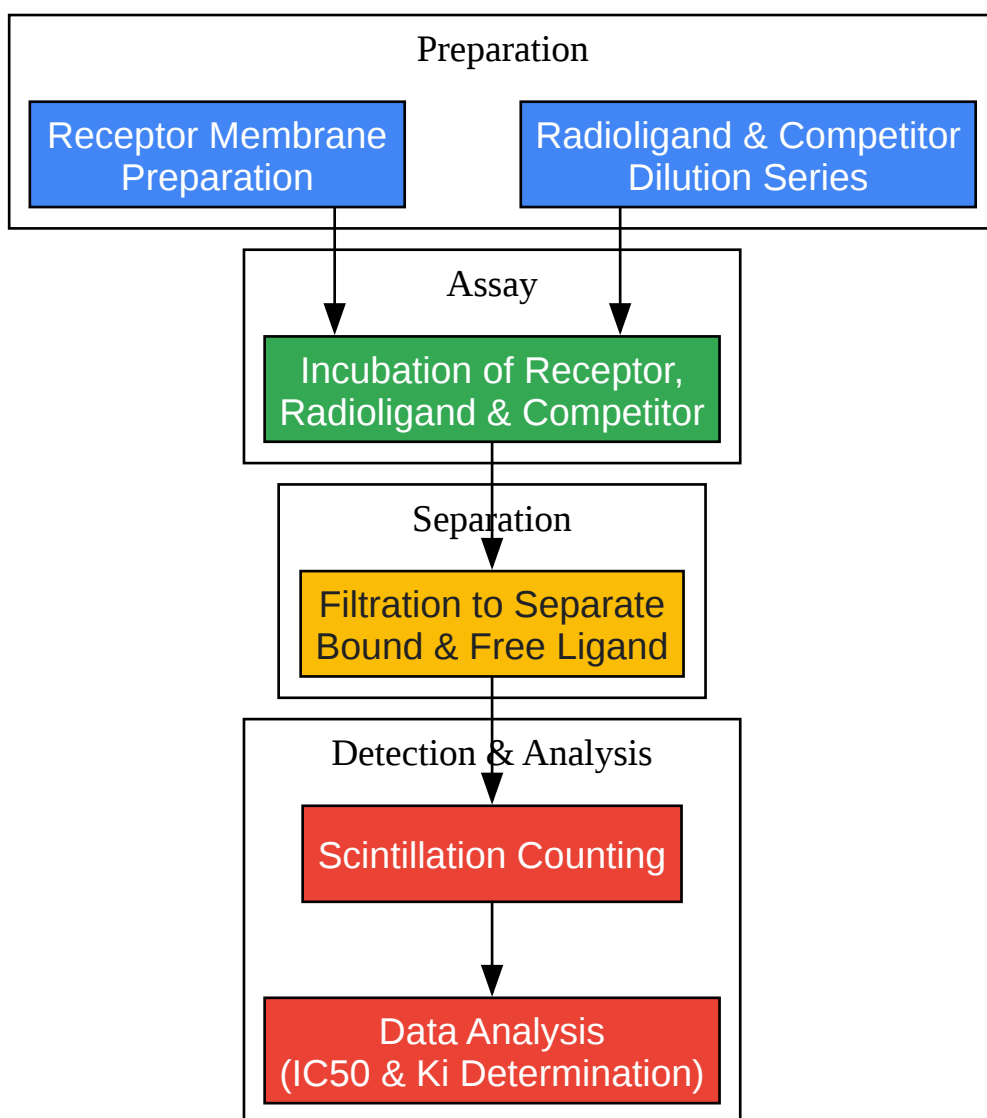 Preparation
Receptor Membrane
Preparation
Radioligand & Competitor
Dilution Series
Assay
Incubation of Receptor,
Radioligand & Competitor
Separation
Filtration to Separate
Bound & Free Ligand
Detection & Analysis
Scintillation Counting
Data Analysis
(IC50 & Ki Determination)